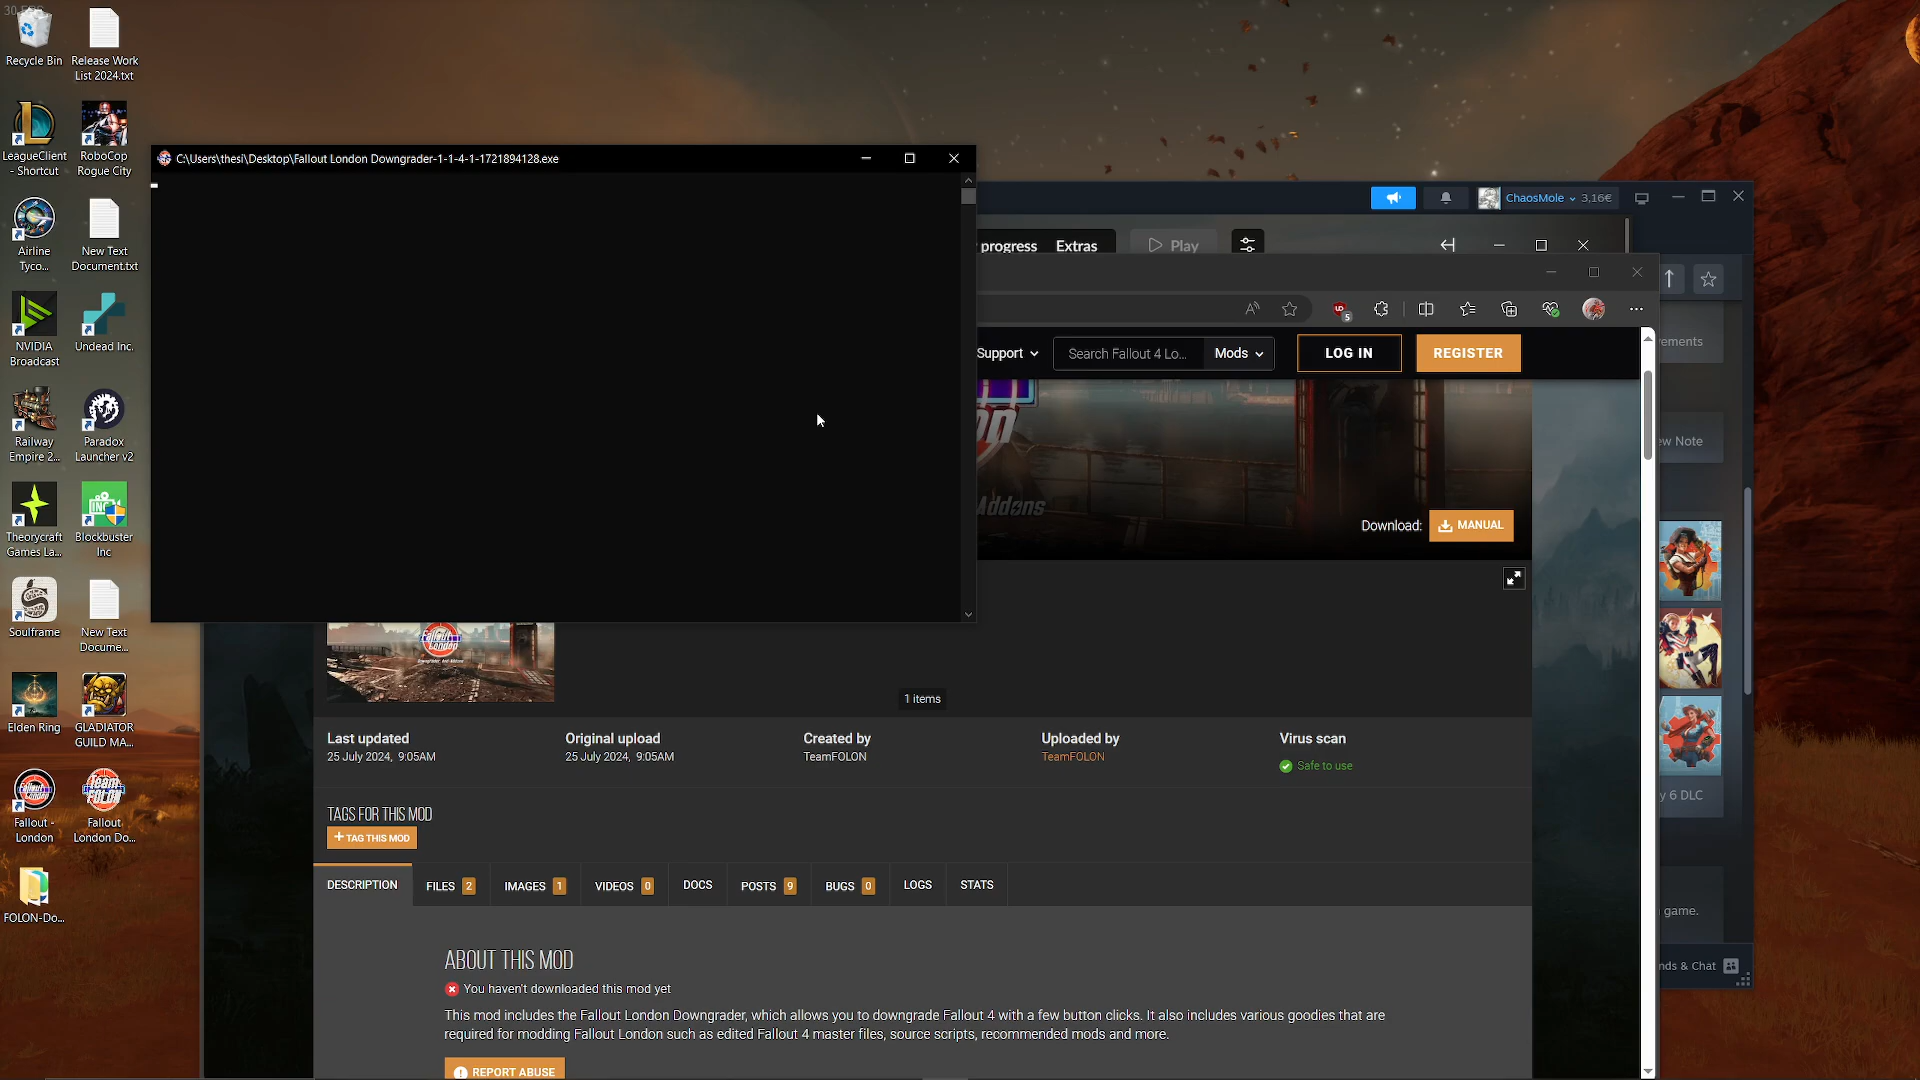 30 FPS
Recycle Bin
Release Work
List 2024.txt
LeagueClient
- Shortcut
RoboCop
Rogue City
Airline
Tyco...
New Text
Document.txt
NVIDIA
Broadcast
Undead Inc.
Railway
Empire 2...
Paradox
Launcher v2
Theorycraft
Games La...
Blockbuster
Inc
Soulframe
New Text
Docume...
Elden Ring
GLADIATOR
GUILD MA...
Fallout -
London
Fallout
London Do...
FOLON-Do...
C:\Users\thesi\Desktop\Fallout London Downgrader-1-1-4-1-1721894128.exe
ChaosMole 3,16€
progress Extras Play
5
Support Search Fallout 4 Lo... Mods LOG IN REGISTER
Addons
Download: MANUAL
Fallout
London
1 items
Last updated
25 July 2024, 9:05AM
Original upload
25 July 2024, 9:05AM
Created by
TeamFOLON
Uploaded by
TeamFOLON
Virus scan
Safe to use
TAGS FOR THIS MOD
+ TAG THIS MOD
DESCRIPTION FILES 2 IMAGES 1 VIDEOS 0 DOCS POSTS 9 BUGS 0 LOGS STATS
ABOUT THIS MOD
You haven't downloaded this mod yet
This mod includes the Fallout London Downgrader, which allows you to downgrade Fallout 4 with a few button clicks. It also includes various goodies that are
required for modding Fallout London such as edited Fallout 4 master files, source scripts, recommended mods and more.
REPORT ABUSE
ements
ew Note
y 6 DLC
game.
nds & Chat